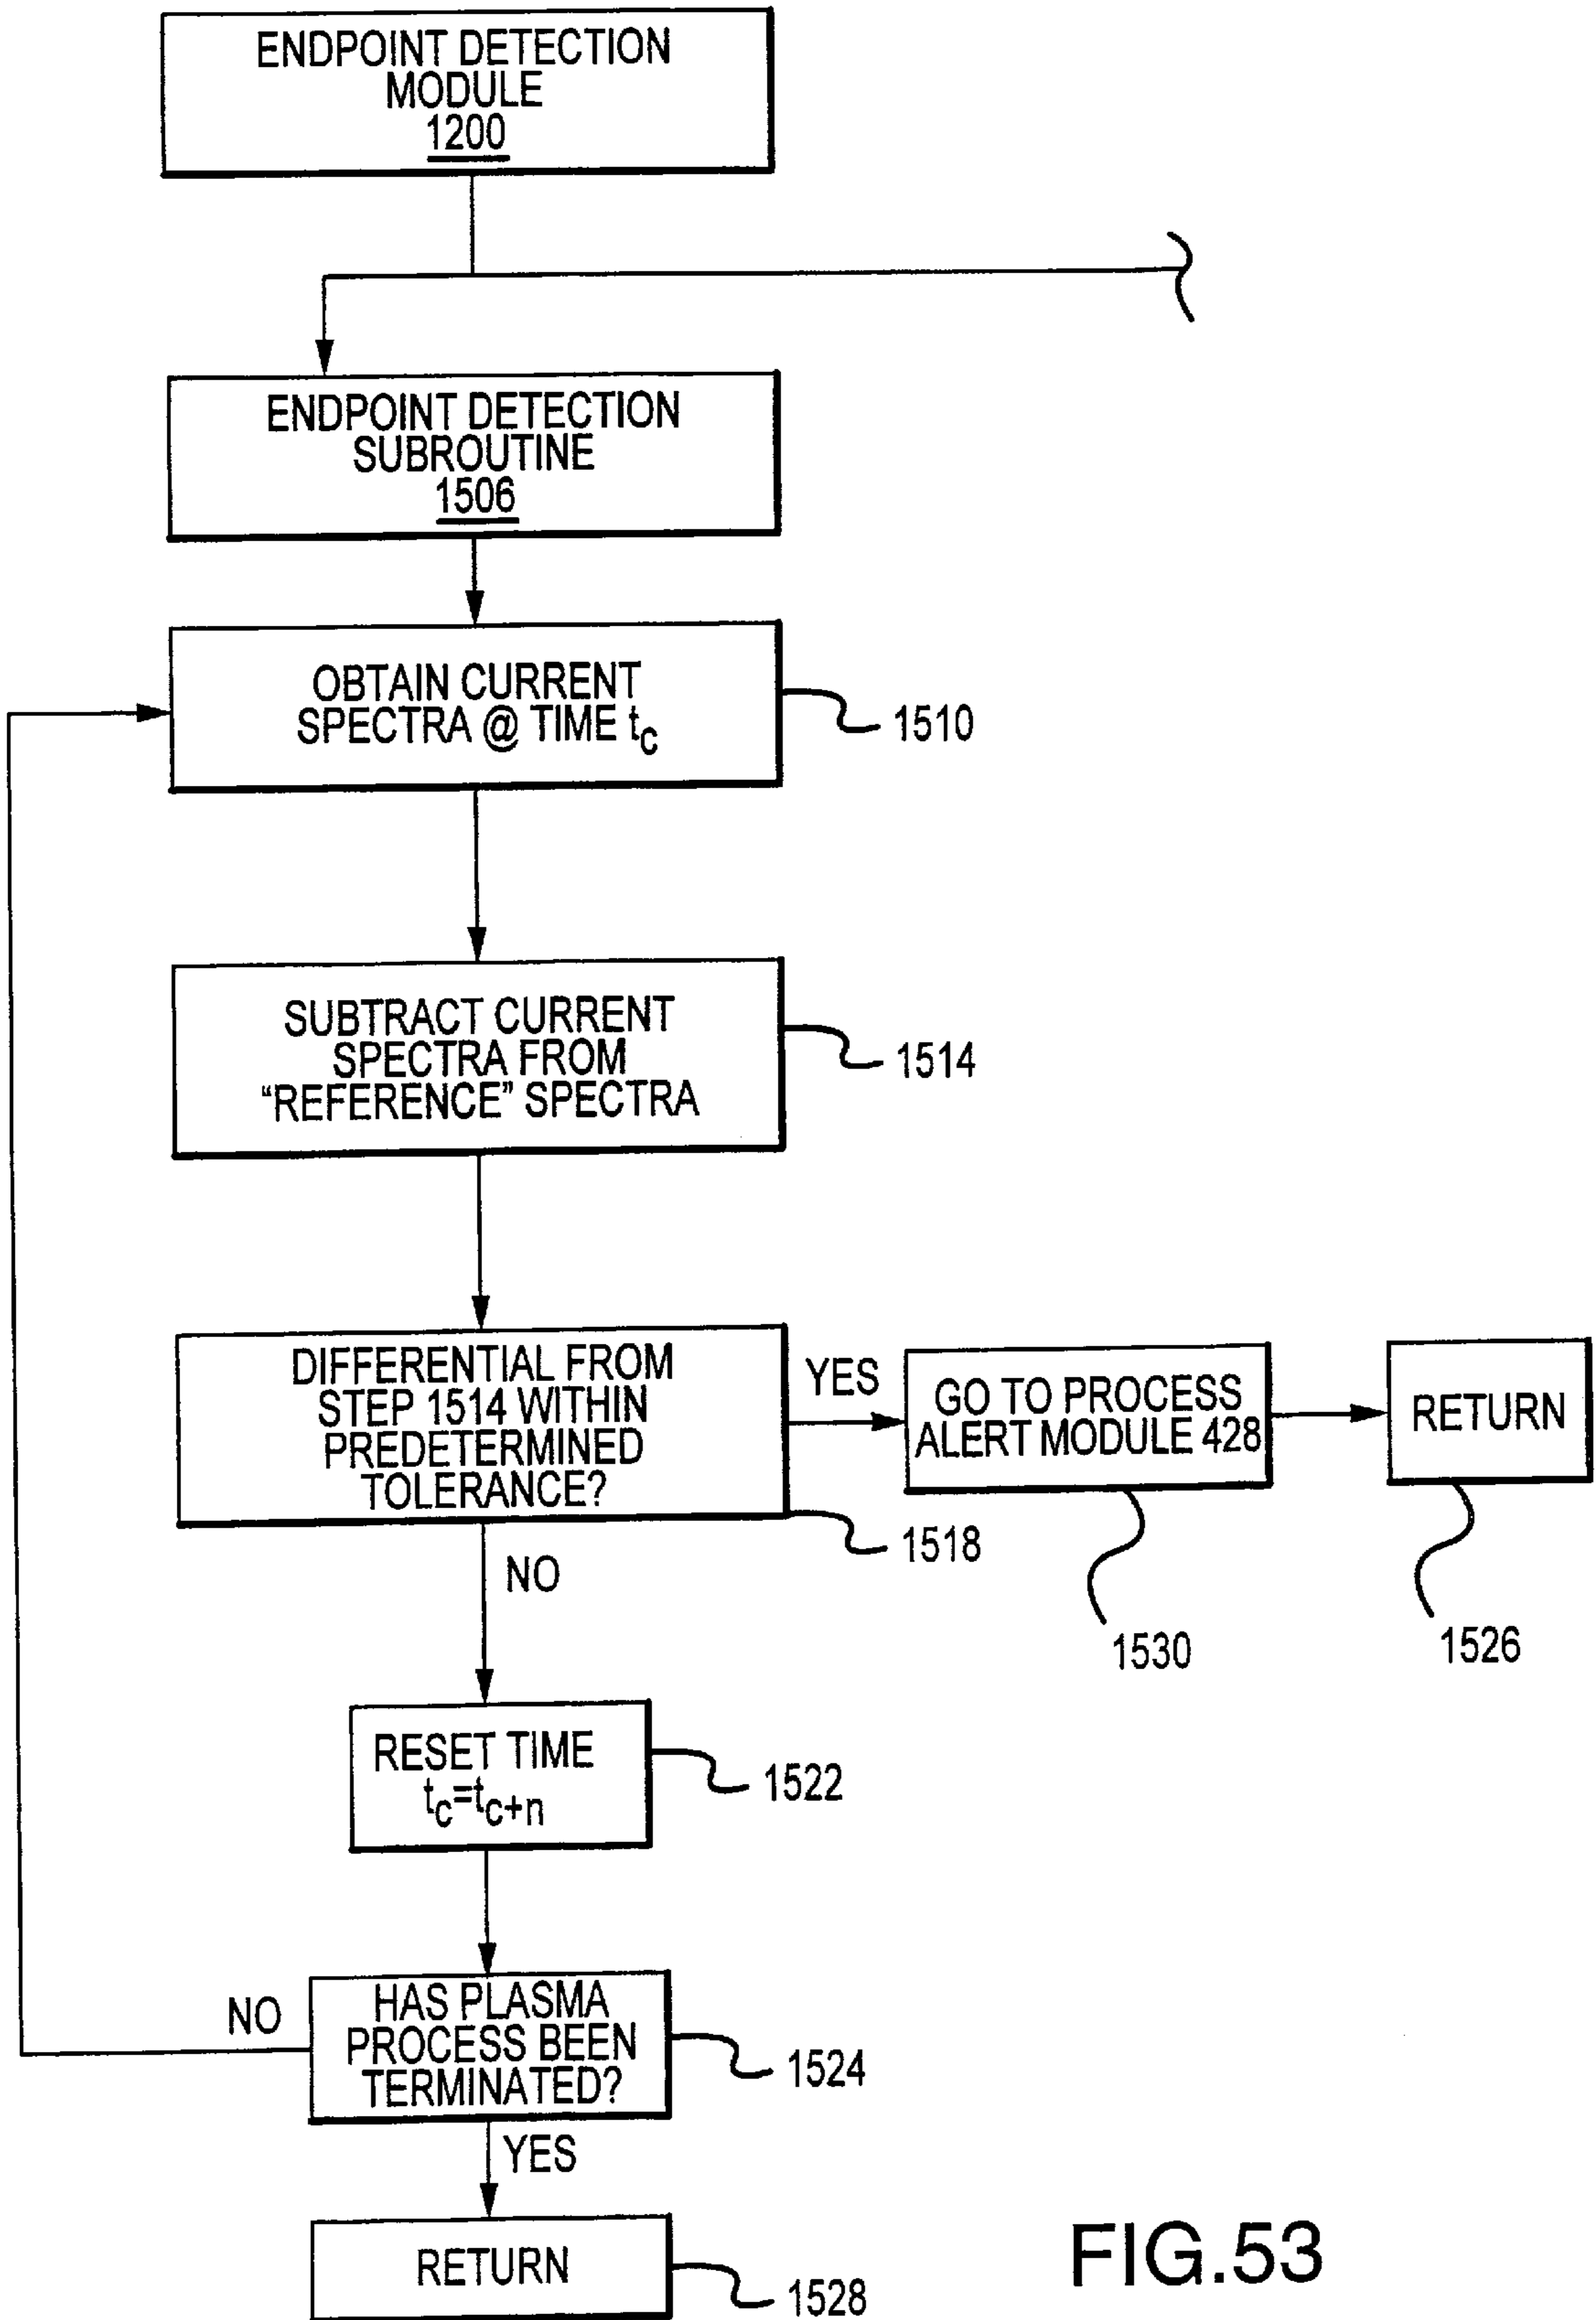 ENDPOINT DETECTION
MODULE
1200
ENDPOINT DETECTION
SUBROUTINE
1506
OBTAIN CURRENT
SPECTRA @ TIME tc
1510
SUBTRACT CURRENT
SPECTRA FROM
“REFERENCE” SPECTRA
1514
DIFFERENTIAL FROM
STEP 1514 WITHIN
PREDETERMINED
TOLERANCE?
1518
YES
GO TO PROCESS
ALERT MODULE 428
1530
RETURN
1526
NO
RESET TIME
tc=tc+n
1522
HAS PLASMA
PROCESS BEEN
TERMINATED?
1524
NO
YES
RETURN
1528
FIG.53